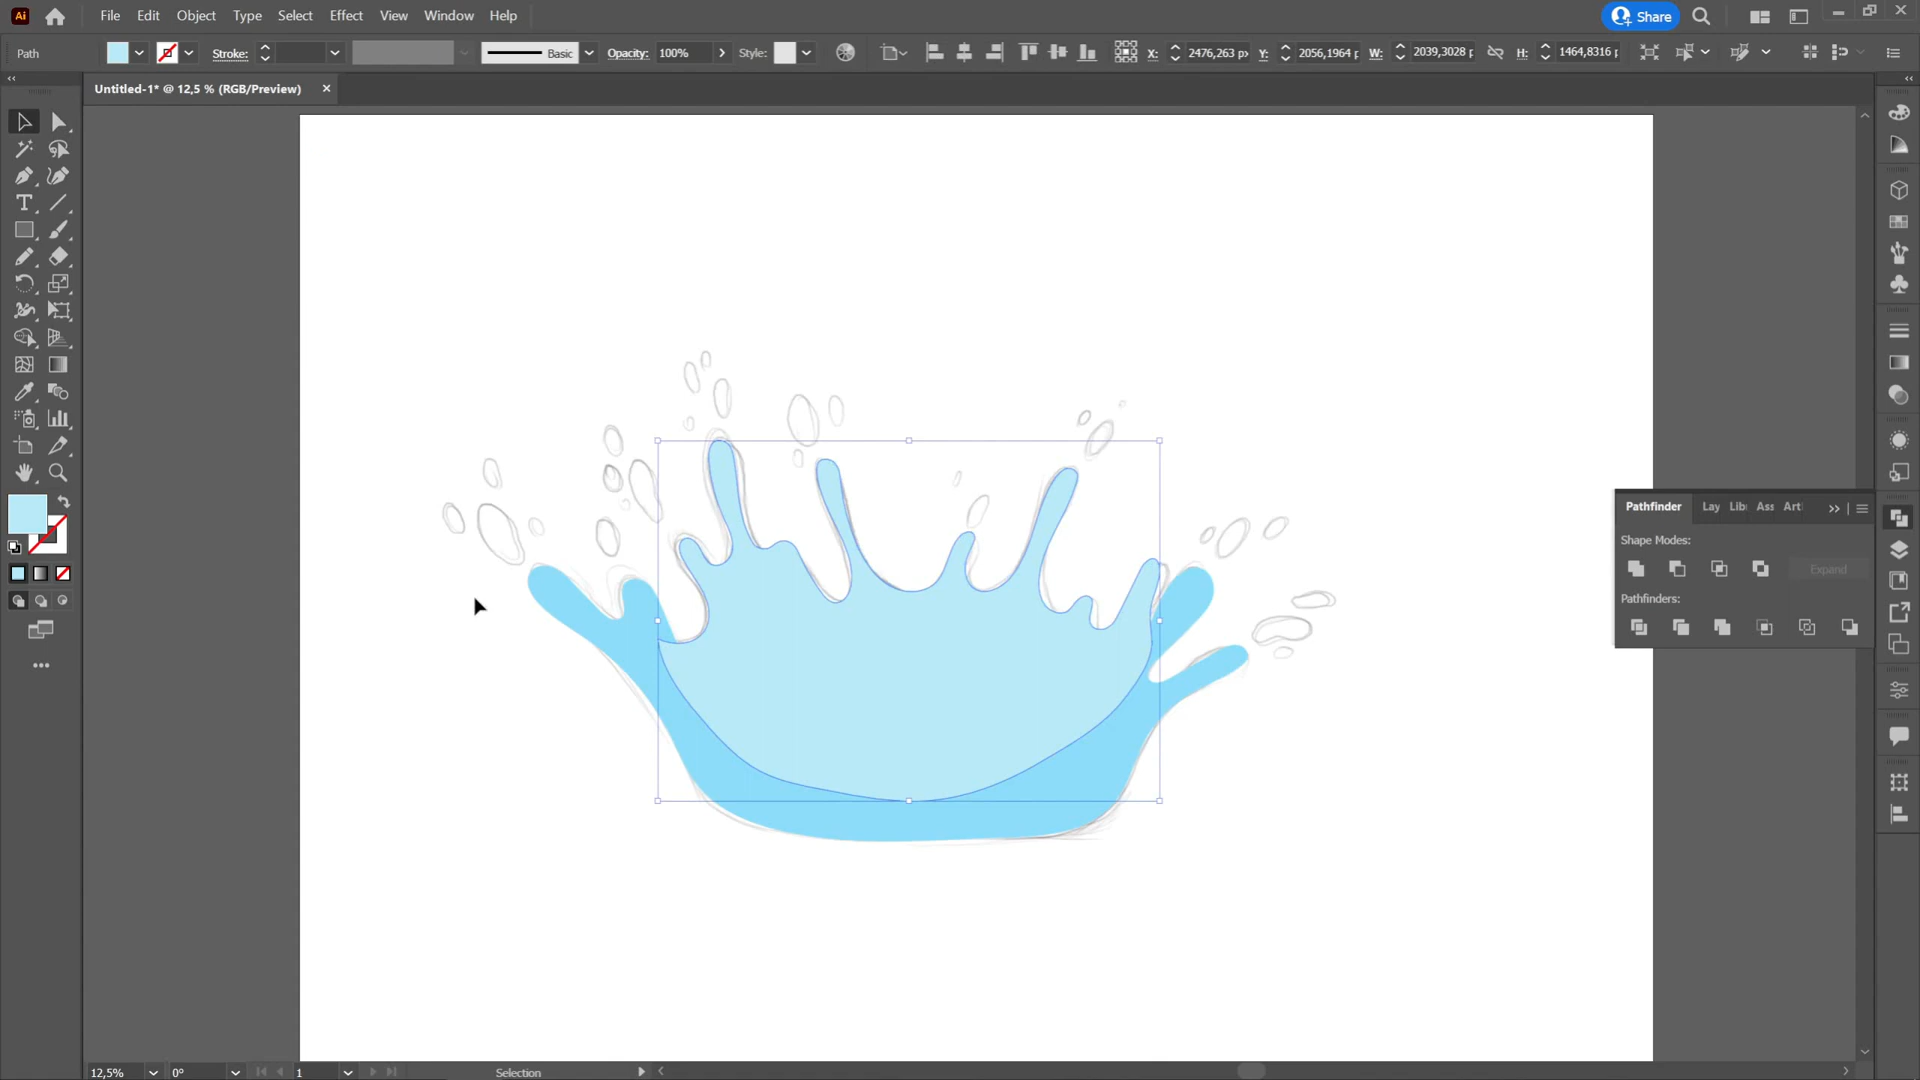 Ai File Edit Object Type Select Effect View Window Help Share
Path Stroke: Basic Opacity: 100% Style: X: 2476,263 px Y: 2056,1964 p W: 2039,3028 p H: 1464,8316 p
Untitled-1* @ 12,5 % (RGB/Preview)
Pathfinder Lay Lib Ass Art
Shape Modes:
Expand
Pathfinders:
12,5% 0° 1 Selection